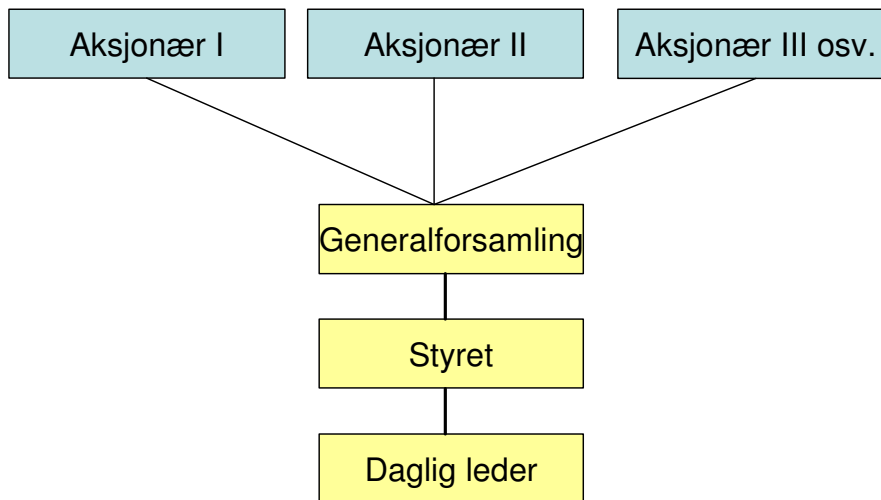 Aksjonær I
Aksjonær II
Aksjonær III osv.
Generalforsamling
Styret
Daglig leder